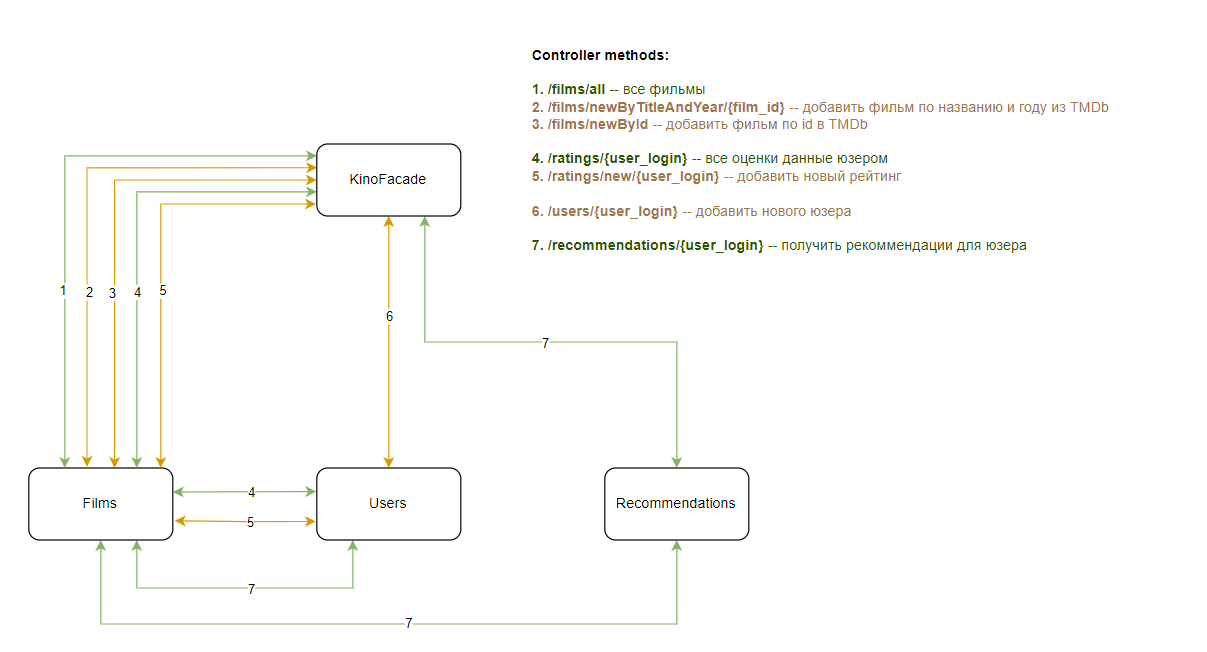 Controller methods:
1. /films/all -- все фильмы
2. /films/newByTitleAndYear/{film_id} -- добавить фильм по названию и году из TMDb
3. /films/newById -- добавить фильм по id в TMDb
4. /ratings/{user_login} -- все оценки данные юзером
5. /ratings/new/{user_login} -- добавить новый рейтинг
6. /users/{user_login} -- добавить нового юзера
7. /recommendations/{user_login} -- получить рекоммендации для юзера
KinoFacade
1
2
3
4
5
6
7
Films
Users
Recommendations
4
5
7
7